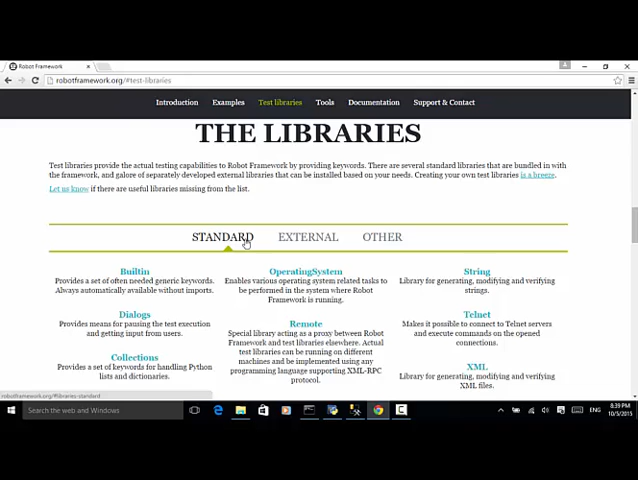 Robot Framework
robotframework.org/#test-libraries
Introduction Examples Test libraries Tools Documentation Support & Contact
THE LIBRARIES
Test libraries provide the actual testing capabilities to Robot Framework by providing keywords. There are several standard libraries that are bundled in with
the framework, and galore of separately developed external libraries that can be installed based on your needs. Creating your own test libraries is a breeze.
Let us know if there are useful libraries missing from the list.
STANDARD EXTERNAL OTHER
Builtin
Provides a set of often needed generic keywords.
Always automatically available without imports.
Dialogs
Provides means for pausing the test execution
and getting input from users.
Collections
Provides a set of keywords for handling Python
lists and dictionaries.
OperatingSystem
Enables various operating system related tasks to
be performed in the system where Robot
Framework is running.
Remote
Special library acting as a proxy between Robot
Framework and test libraries elsewhere. Actual
test libraries can be running on different
machines and be implemented using any
programming language supporting XML-RPC
protocol.
String
Library for generating, modifying and verifying
strings.
Telnet
Makes it possible to connect to Telnet servers
and execute commands on the opened
connections.
XML
Library for generating, modifying and verifying
XML files.
robotframework.org/#libraries-standard
Search the web and Windows
ENG
8:39 PM
10/5/2015